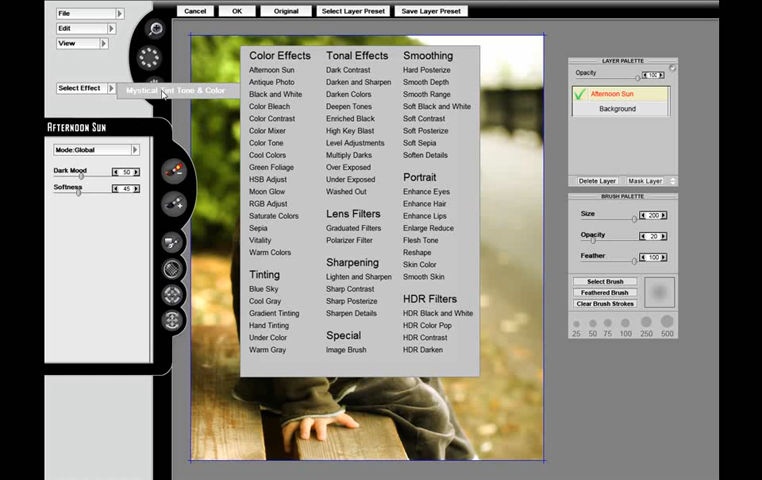 File
Edit
View
Select Effect
Mystical Tint Tone & Color
Cancel
OK
Original
Select Layer Preset
Save Layer Preset
AFTERNOON SUN
Mode:Global
Dark Mood
50
Softness
45
Color Effects
Afternoon Sun
Antique Photo
Black and White
Color Bleach
Color Contrast
Color Mixer
Color Tone
Cool Colors
Green Foliage
HSB Adjust
Moon Glow
RGB Adjust
Saturate Colors
Sepia
Vitality
Warm Colors
Tinting
Blue Sky
Cool Gray
Gradient Tinting
Hand Tinting
Under Color
Warm Gray
Tonal Effects
Dark Contrast
Darken and Sharpen
Darken Colors
Deepen Tones
Enriched Black
High Key Blast
Level Adjustments
Multiply Darks
Over Exposed
Under Exposed
Washed Out
Lens Filters
Graduated Filters
Polarizer Filter
Sharpening
Lighten and Sharpen
Sharp Contrast
Sharp Posterize
Sharpen Details
Special
Image Brush
Smoothing
Hard Posterize
Smooth Depth
Smooth Range
Soft Black and White
Soft Contrast
Soft Posterize
Soft Sepia
Soften Details
Portrait
Enhance Eyes
Enhance Hair
Enhance Lips
Enlarge Reduce
Flesh Tone
Reshape
Skin Color
Smooth Skin
HDR Filters
HDR Black and White
HDR Color Pop
HDR Contrast
HDR Darken
LAYER PALETTE
Opacity
100
Afternoon Sun
Background
Delete Layer
Mask Layer
BRUSH PALETTE
Size
200
Opacity
20
Feather
100
Select Brush
Feathered Brush
Clear Brush Strokes
25 50 75 100 250 500